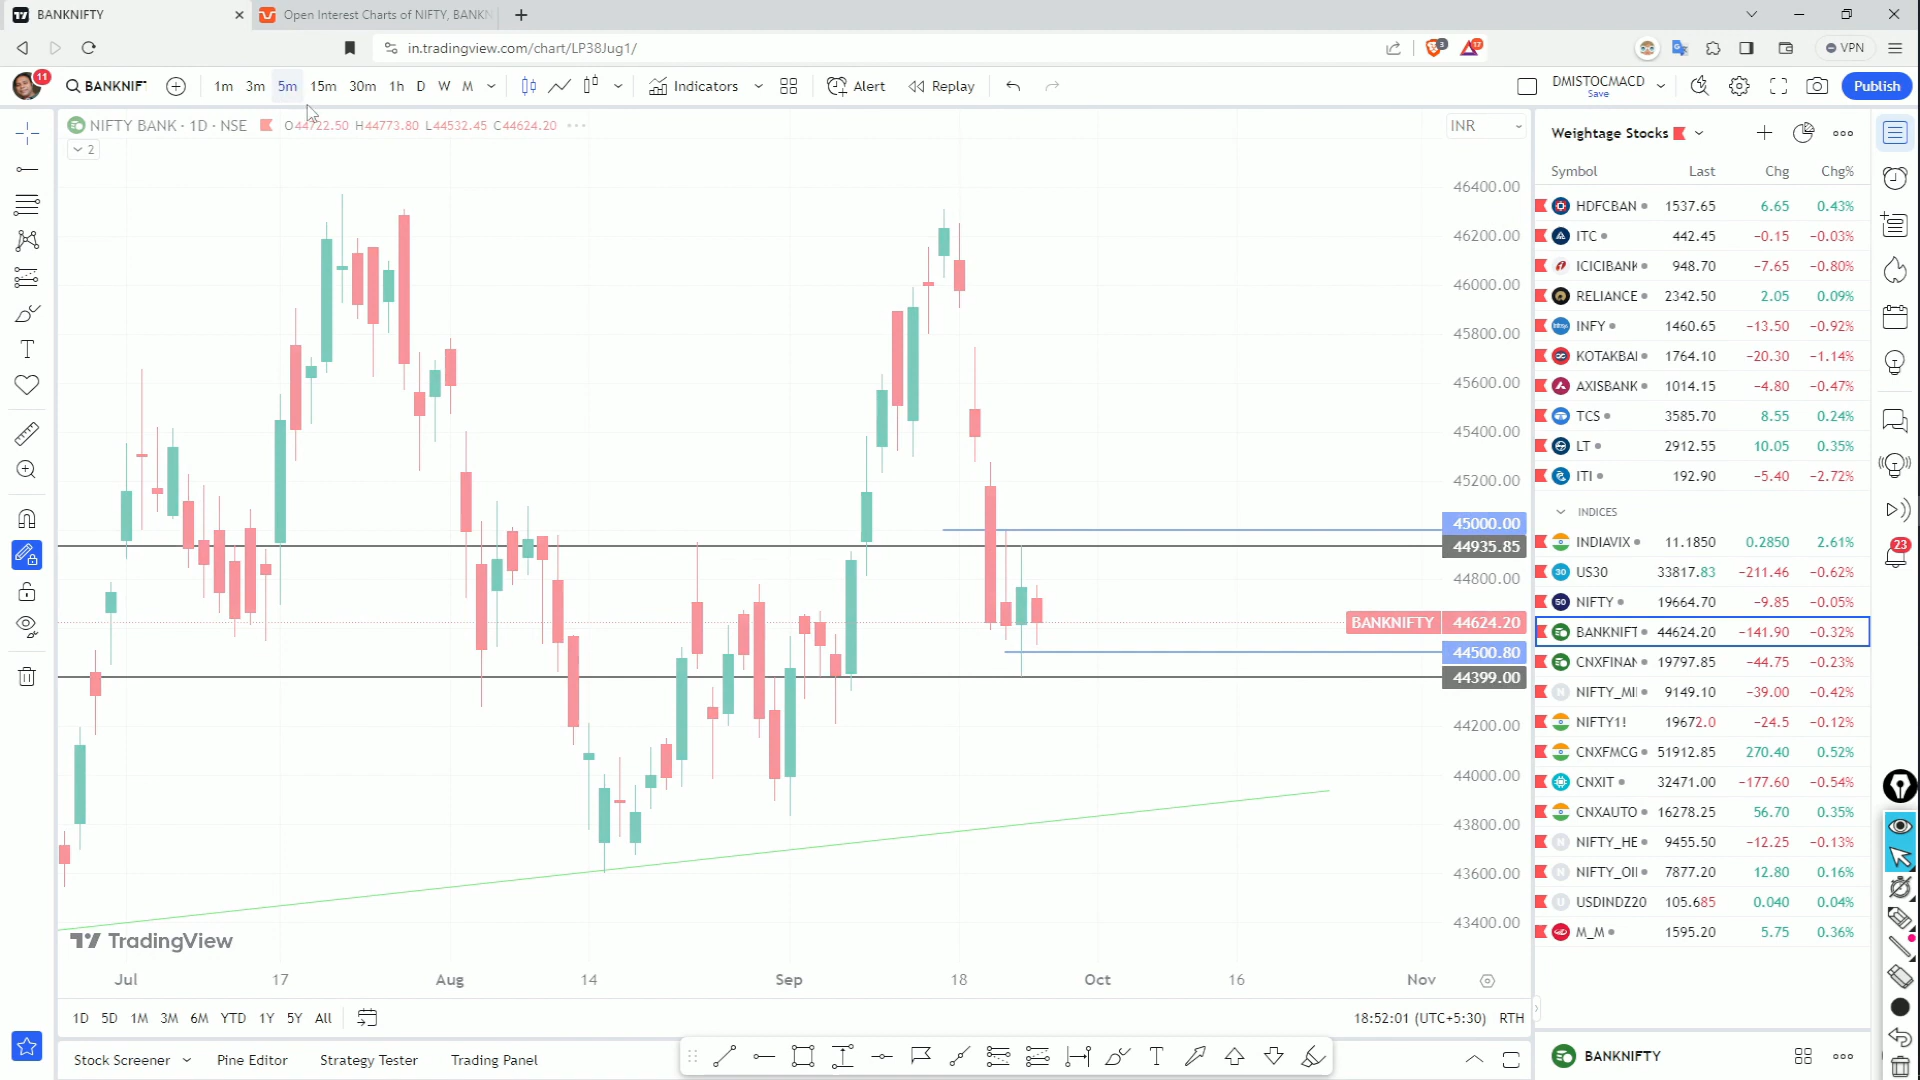 BANKNIFTY
Open Interest Charts of NIFTY, BANKN
in.tradingview.com/chart/LP38Jug1/
3
17
VPN
11
BANKNIFT
1m 3m 5m 15m 30m 1h D W M
Indicators
Alert
Replay
DMISTOCMACD
Save
Publish
NIFTY BANK · 1D · NSE
O44722.50 H44773.80 L44532.45 C44624.20
INR
2
46400.00
46200.00
46000.00
45800.00
45600.00
45400.00
45200.00
45000.00
44935.85
44800.00
BANKNIFTY 44624.20
44500.80
44399.00
44200.00
44000.00
43800.00
43600.00
43400.00
TradingView
Jul 17 Aug 14 Sep 18 Oct 16 Nov
1D 5D 1M 3M 6M YTD 1Y 5Y All
18:52:01 (UTC+5:30) RTH
Stock Screener
Pine Editor
Strategy Tester
Trading Panel
Weightage Stocks
Symbol Last Chg Chg%
HDFCBAN 1537.65 6.65 0.43%
ITC 442.45 −0.15 −0.03%
ICICIBANK 948.70 −7.65 −0.80%
RELIANCE 2342.50 2.05 0.09%
INFY 1460.65 −13.50 −0.92%
KOTAKBAI 1764.10 −20.30 −1.14%
AXISBANK 1014.15 −4.80 −0.47%
TCS 3585.70 8.55 0.24%
LT 2912.55 10.05 0.35%
ITI 192.90 −5.40 −2.72%
INDICES
INDIAVIX 11.1850 0.2850 2.61%
30 US30 33817.83 −211.46 −0.62%
50 NIFTY 19664.70 −9.85 −0.05%
BANKNIFT 44624.20 −141.90 −0.32%
CNXFINAN 19797.85 −44.75 −0.23%
N NIFTY_MI 9149.10 −39.00 −0.42%
NIFTY1! 19672.0 −24.5 −0.12%
CNXFMCG 51912.85 270.40 0.52%
CNXIT 32471.00 −177.60 −0.54%
CNXAUTO 16278.25 56.70 0.35%
N NIFTY_HE 9455.50 −12.25 −0.13%
N NIFTY_OII 7877.20 12.80 0.16%
U USDINDZ20 105.685 0.040 0.04%
M_M 1595.20 5.75 0.36%
BANKNIFTY
23